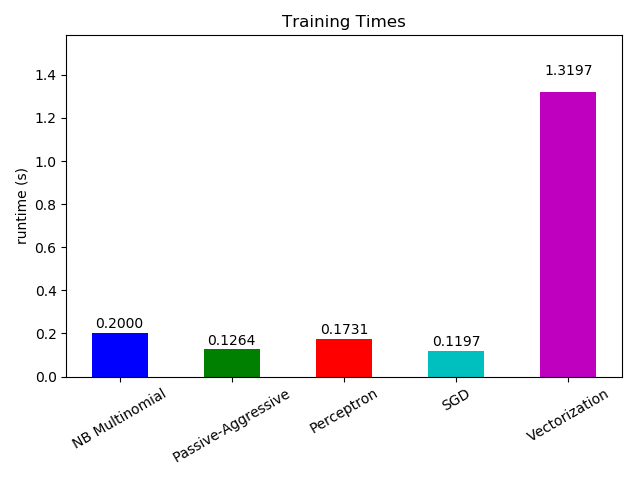 Training Times
runtime (s)
1.4
1.2
1.0
0.8
0.6
0.4
0.2
0.0
0.2000
0.1264
0.1731
0.1197
1.3197
NB Multinomial
Passive-Aggressive
Perceptron
SGD
Vectorization